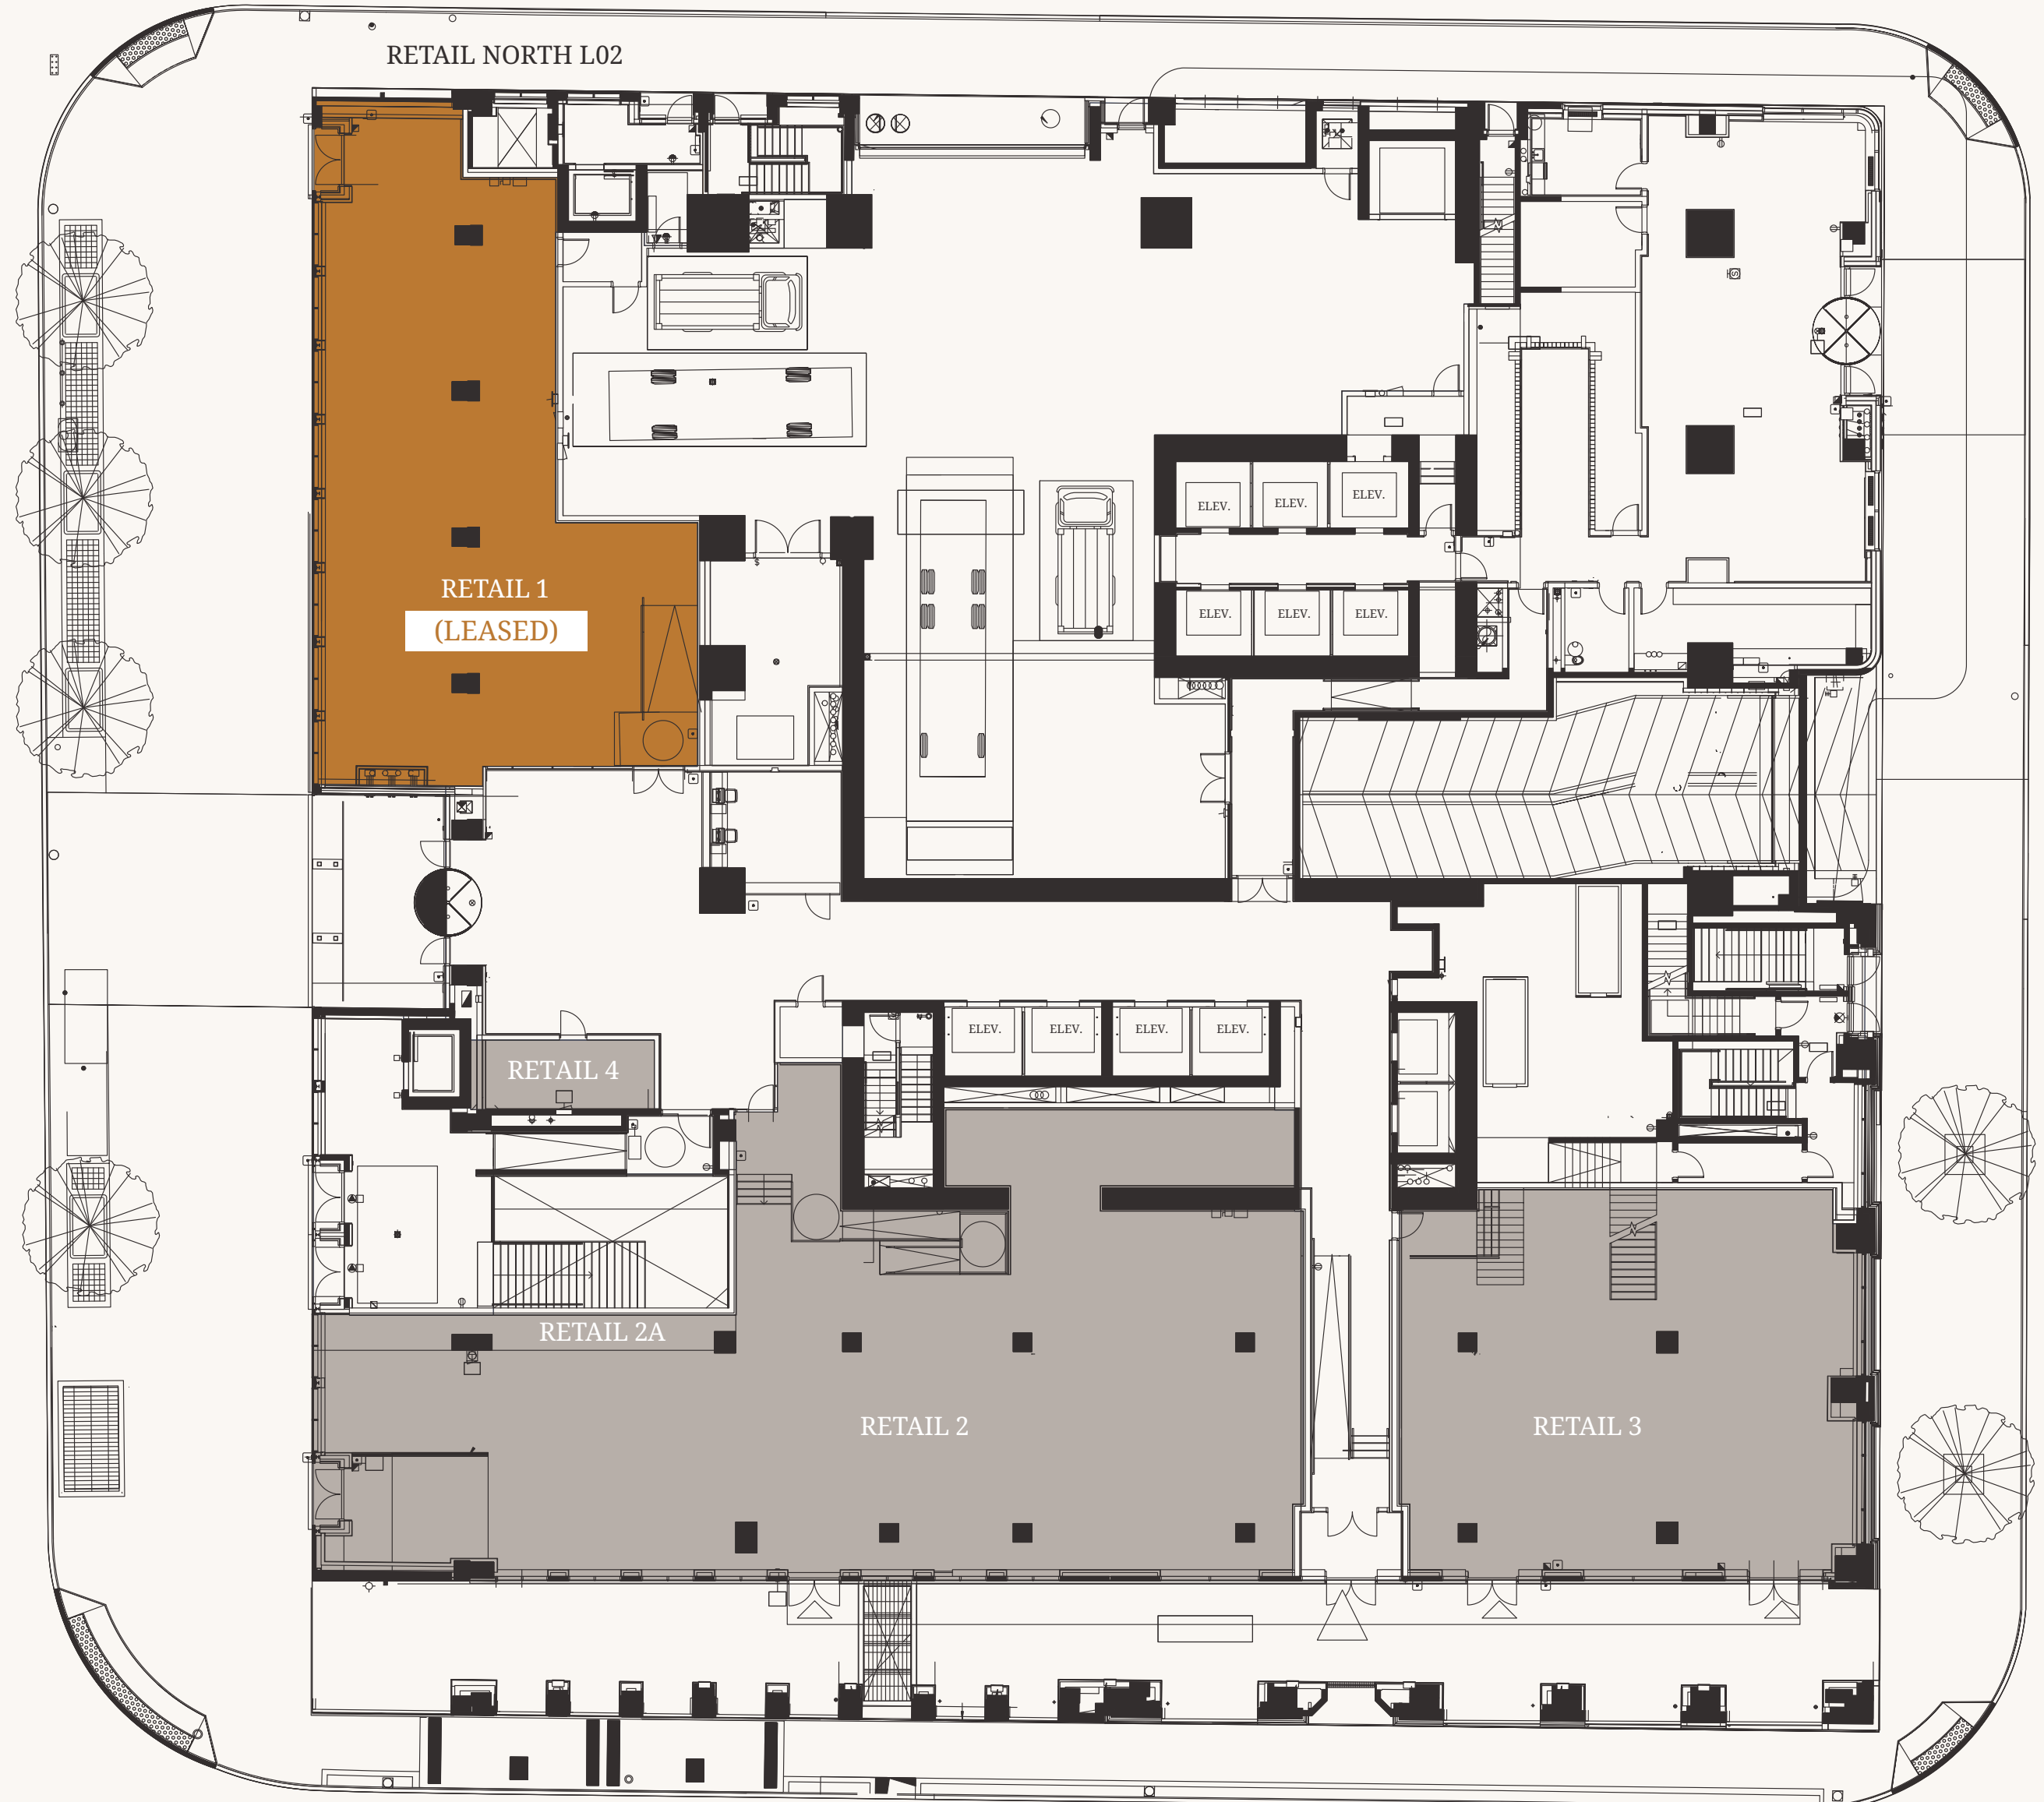 RETAIL NORTH L02
ELEV.
ELEV.
ELEV.
RETAIL 1
(LEASED)
ELEV.
ELEV.
ELEV.
ELEV.
ELEV.
ELEV.
ELEV.
RETAIL 4
RETAIL 2A
RETAIL 2
RETAIL 3